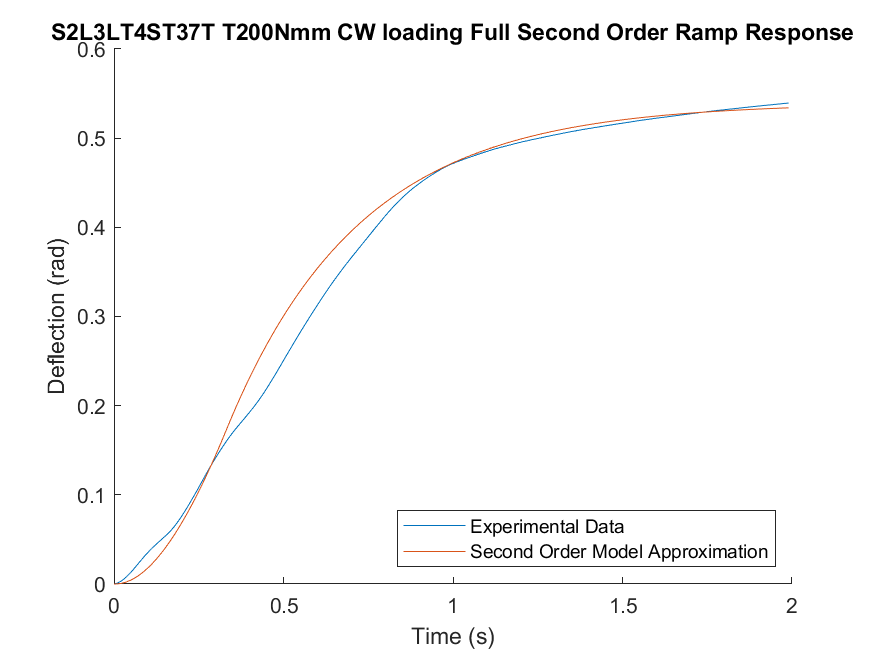 S2L3LT4ST37T T200Nmm CW loading Full Second Order Ramp Response
0.6
0.5
0.4
0.3
0.2
0.1
0
Deflection (rad)
Experimental Data
Second Order Model Approximation
0 0.5 1 1.5 2
Time (s)